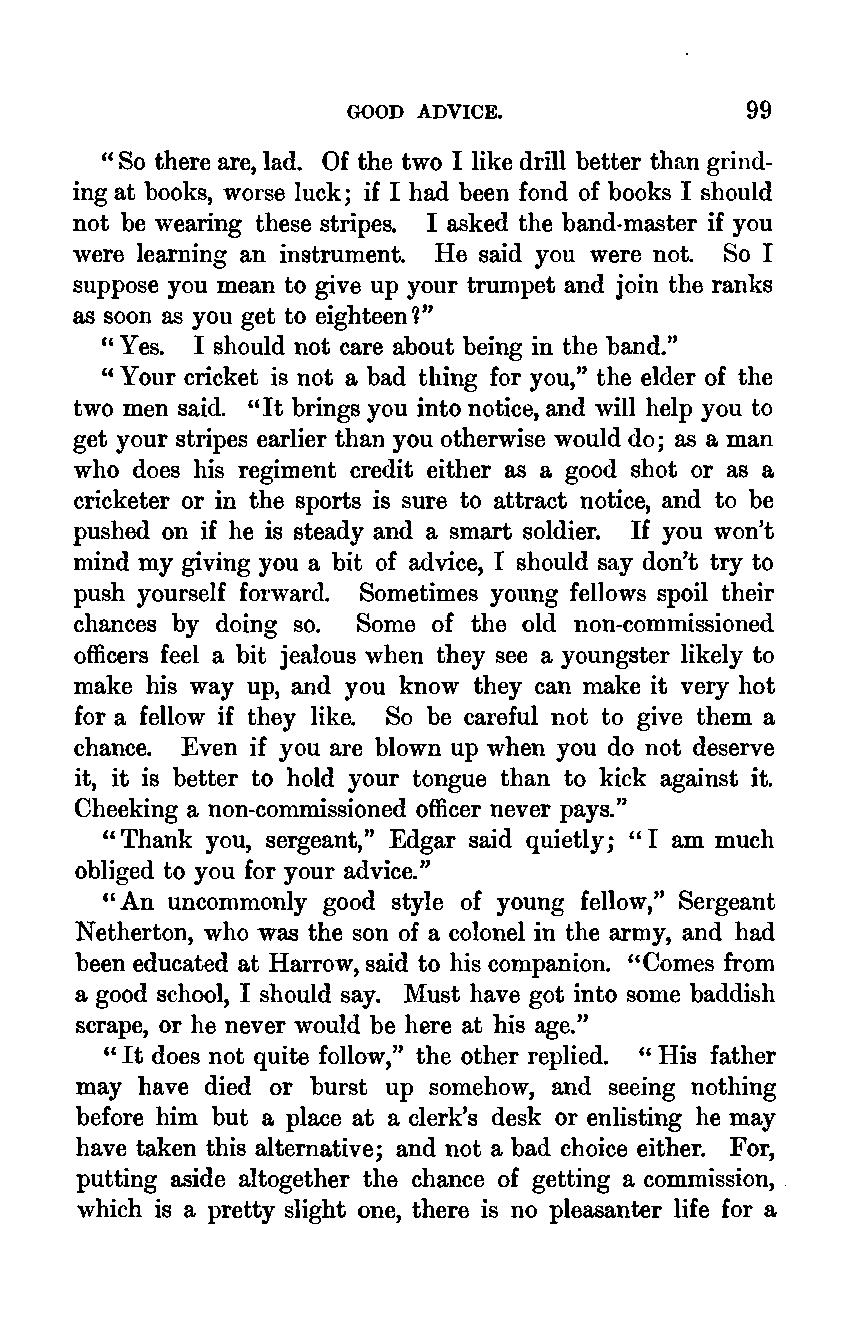 GOOD ADVICE. 99
"So there are, lad. Of the two I like drill better than grind-
ing at books, worse luck; if I had been fond of books I should
not be wearing these stripes. I asked the band-master if you
were learning an instrument. He said you were not. So I
suppose you mean to give up your trumpet and join the ranks
as soon as you get to eighteen?"
"Yes. I should not care about being in the band."
"Your cricket is not a bad thing for you," the elder of the
two men said. "It brings you into notice, and will help you to
get your stripes earlier than you otherwise would do; as a man
who does his regiment credit either as a good shot or as a
cricketer or in the sports is sure to attract notice, and to be
pushed on if he is steady and a smart soldier. If you won't
mind my giving you a bit of advice, I should say don't try to
push yourself forward. Sometimes young fellows spoil their
chances by doing so. Some of the old non-commissioned
officers feel a bit jealous when they see a youngster likely to
make his way up, and you know they can make it very hot
for a fellow if they like. So be careful not to give them a
chance. Even if you are blown up when you do not deserve
it, it is better to hold your tongue than to kick against it.
Cheeking a non-commissioned officer never pays."
"Thank you, sergeant," Edgar said quietly; "I am much
obliged to you for your advice."
"An uncommonly good style of young fellow," Sergeant
Netherton, who was the son of a colonel in the army, and had
been educated at Harrow, said to his companion. "Comes from
a good school, I should say. Must have got into some baddish
scrape, or he never would be here at his age."
"It does not quite follow," the other replied. "His father
may have died or burst up somehow, and seeing nothing
before him but a place at a clerk's desk or enlisting he may
have taken this alternative; and not a bad choice either. For,
putting aside altogether the chance of getting a commission,
which is a pretty slight one, there is no pleasanter life for a